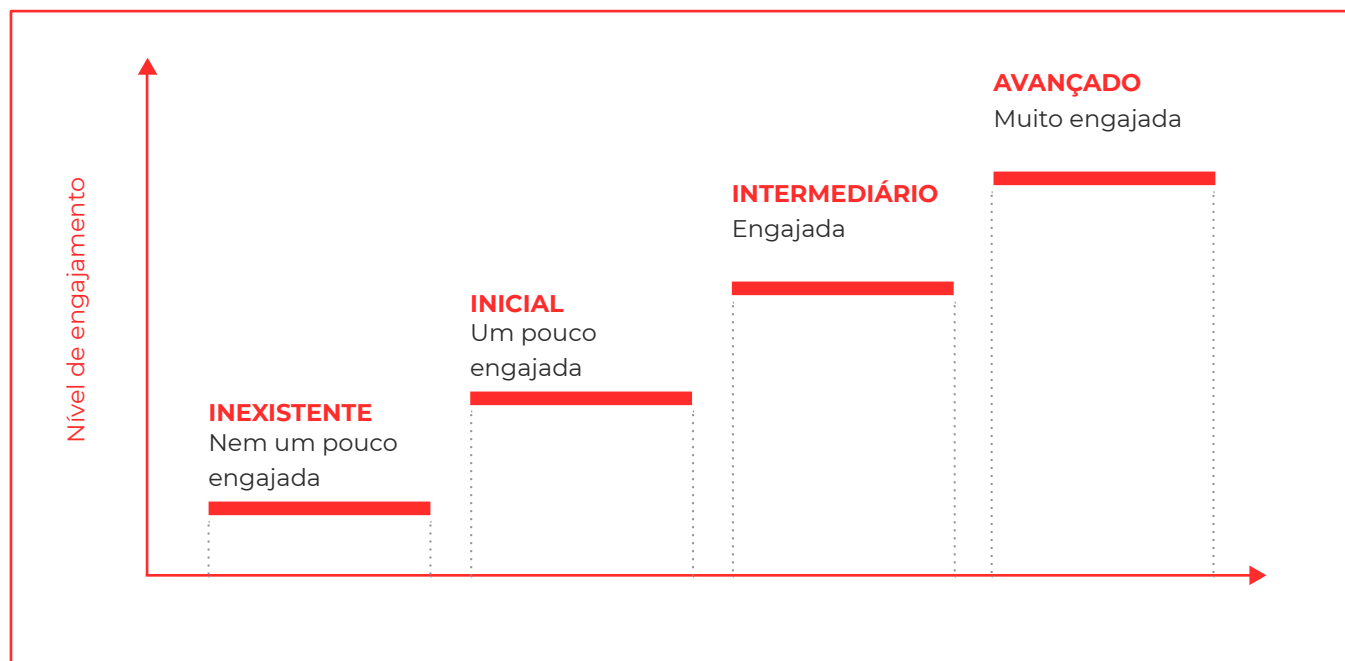 Nível de engajamento
INEXISTENTE
Nem um pouco
engajada
INICIAL
Um pouco
engajada
INTERMEDIÁRIO
Engajada
AVANÇADO
Muito engajada